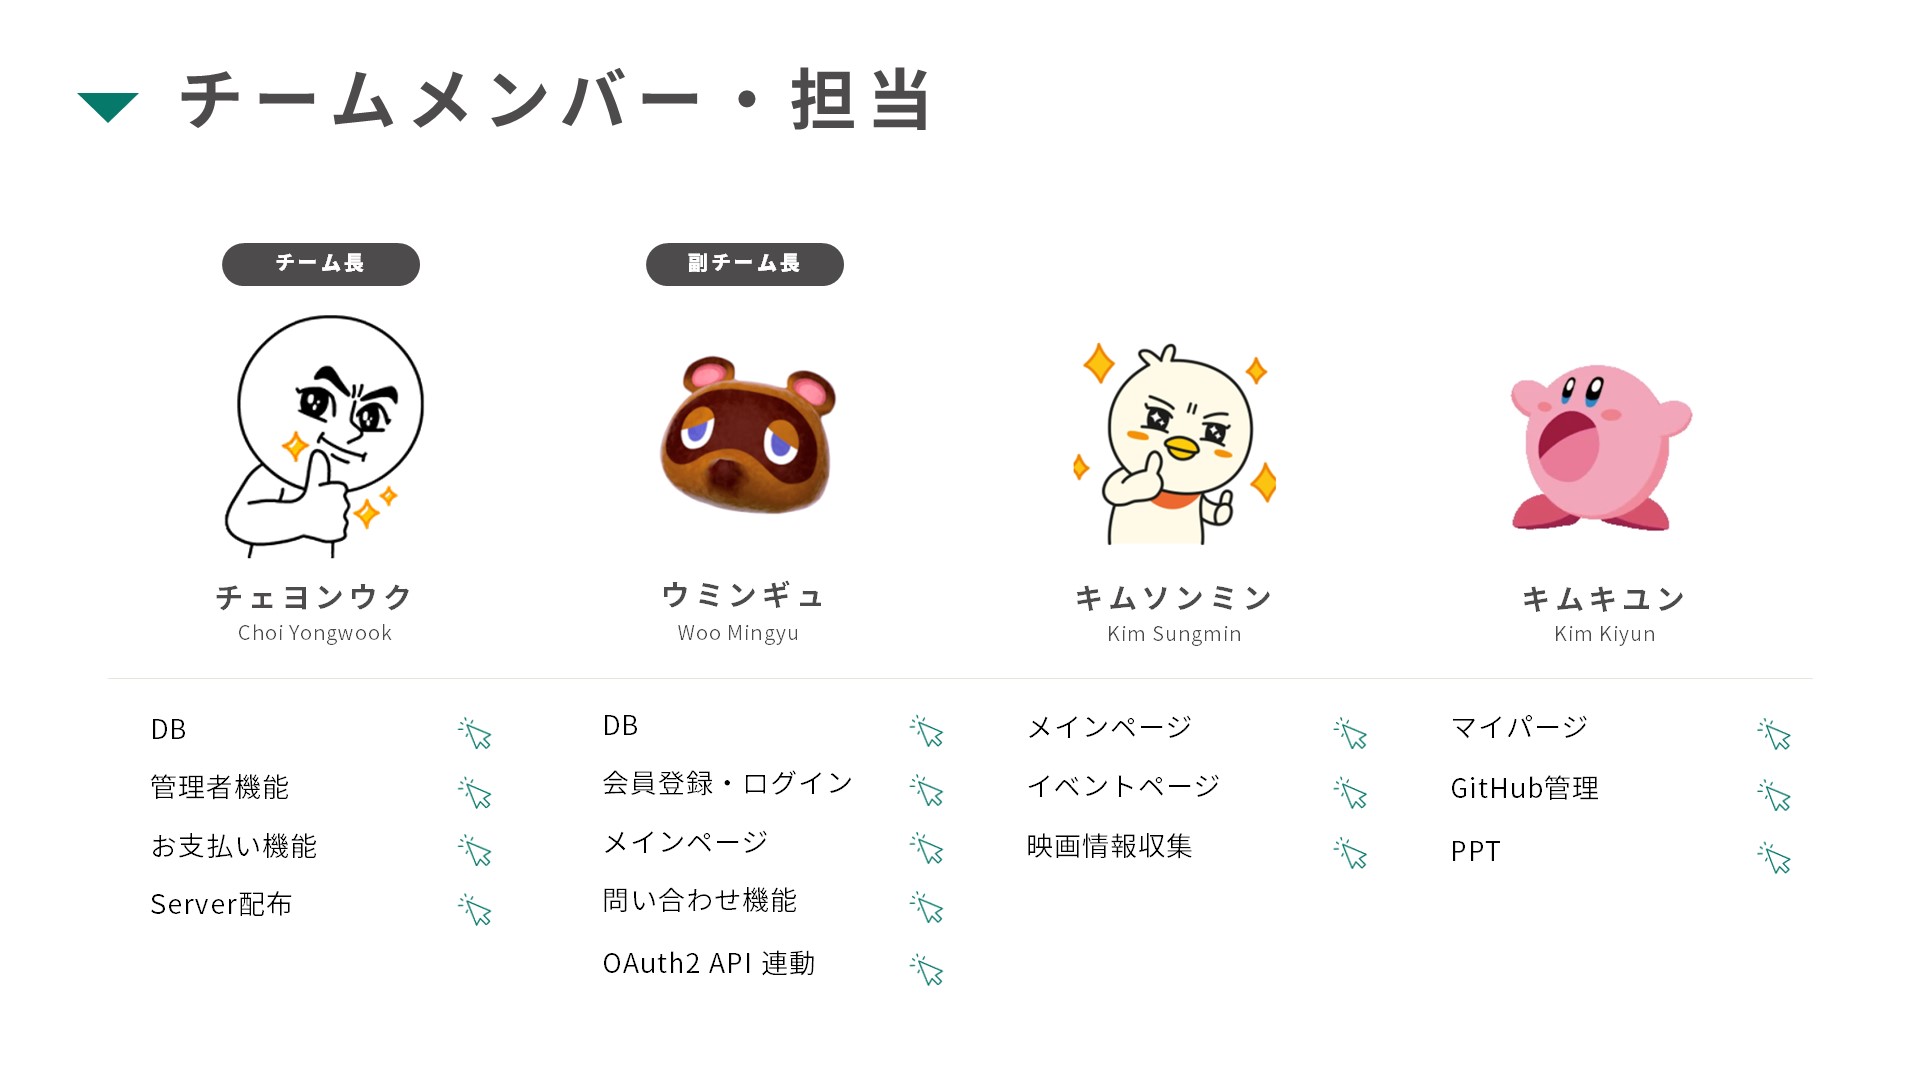 チームメンバー・担当
チーム長
チェヨンウク
Choi Yongwook
DB
管理者機能
お支払い機能
Server配布
副チーム長
ウミンギュ
Woo Mingyu
DB
会員登録・ログイン
メインページ
問い合わせ機能
OAuth2 API 連動
キムソンミン
Kim Sungmin
メインページ
イベントページ
映画情報収集
キムキユン
Kim Kiyun
マイパージ
GitHub管理
PPT